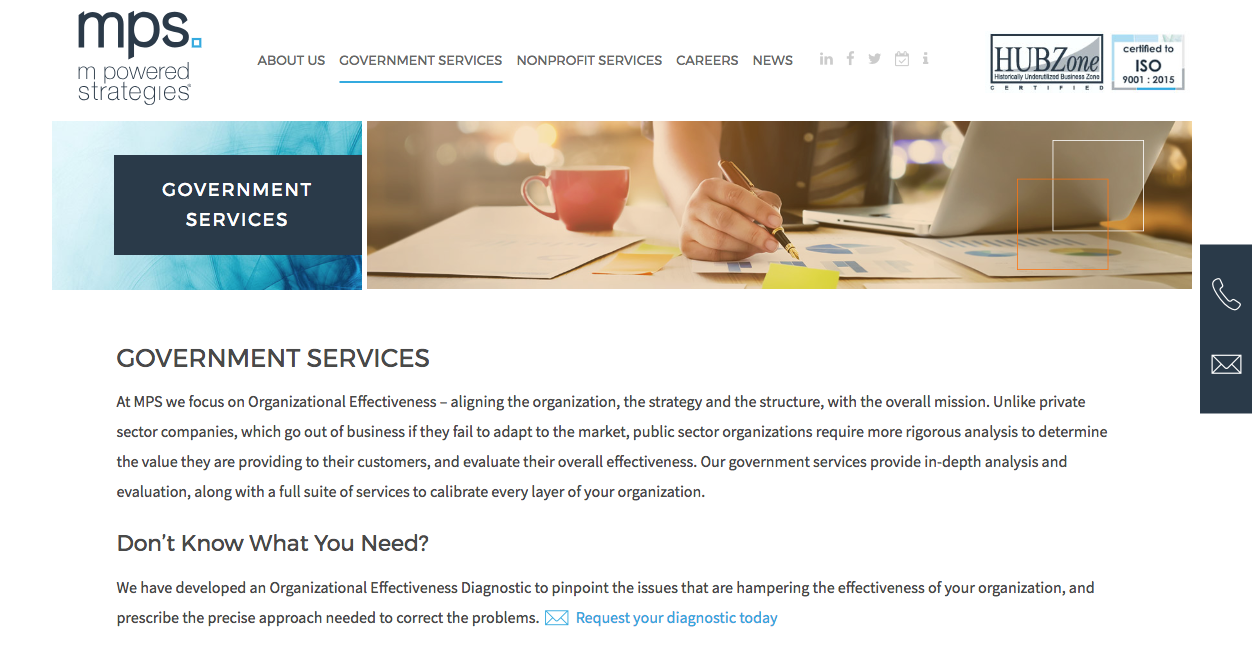 mps.
m powered
strategies®
ABOUT US GOVERNMENT SERVICES NONPROFIT SERVICES CAREERS NEWS
HUBZone
Historically Underutilized Business Zone
C E R T I F I E D
certified to
ISO
9001 : 2015
GOVERNMENT
SERVICES
GOVERNMENT SERVICES
At MPS we focus on Organizational Effectiveness – aligning the organization, the strategy and the structure, with the overall mission. Unlike private
sector companies, which go out of business if they fail to adapt to the market, public sector organizations require more rigorous analysis to determine
the value they are providing to their customers, and evaluate their overall effectiveness. Our government services provide in-depth analysis and
evaluation, along with a full suite of services to calibrate every layer of your organization.
Don’t Know What You Need?
We have developed an Organizational Effectiveness Diagnostic to pinpoint the issues that are hampering the effectiveness of your organization, and
prescribe the precise approach needed to correct the problems. Request your diagnostic today